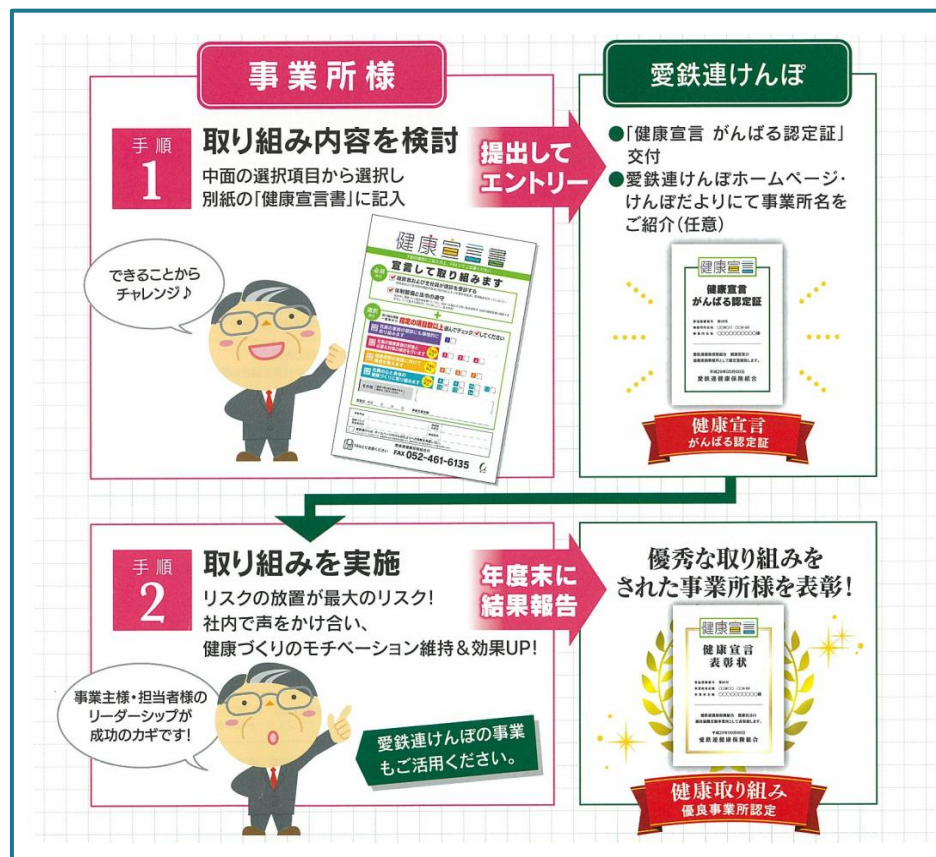 事業所様
愛鉄連けんぽ
手順
1
取り組み内容を検討
中面の選択項目から選択し
別紙の「健康宣言書」に記入
できることから
チャレンジ♪
健康宣言書
宣言して取り組みます
FAX 052-461-6135
提出して
エントリー
●「健康宣言 がんばる認定証」
交付
●愛鉄連けんぽホームページ・
けんぽだよりにて事業所名を
ご紹介(任意)
健康宣言
健康宣言
がんばる認定証
愛鉄連健康保険組合
健康宣言
がんばる認定証
手順
2
取り組みを実施
リスクの放置が最大のリスク!
社内で声をかけ合い、
健康づくりのモチベーション維持&効果UP!
事業主様・担当者様の
リーダーシップが
成功のカギです!
愛鉄連けんぽの事業
もご活用ください。
年度末に
結果報告
優秀な取り組みを
された事業所様を表彰!
健康宣言
健康宣言
表彰状
愛鉄連健康保険組合
健康取り組み
優良事業所認定